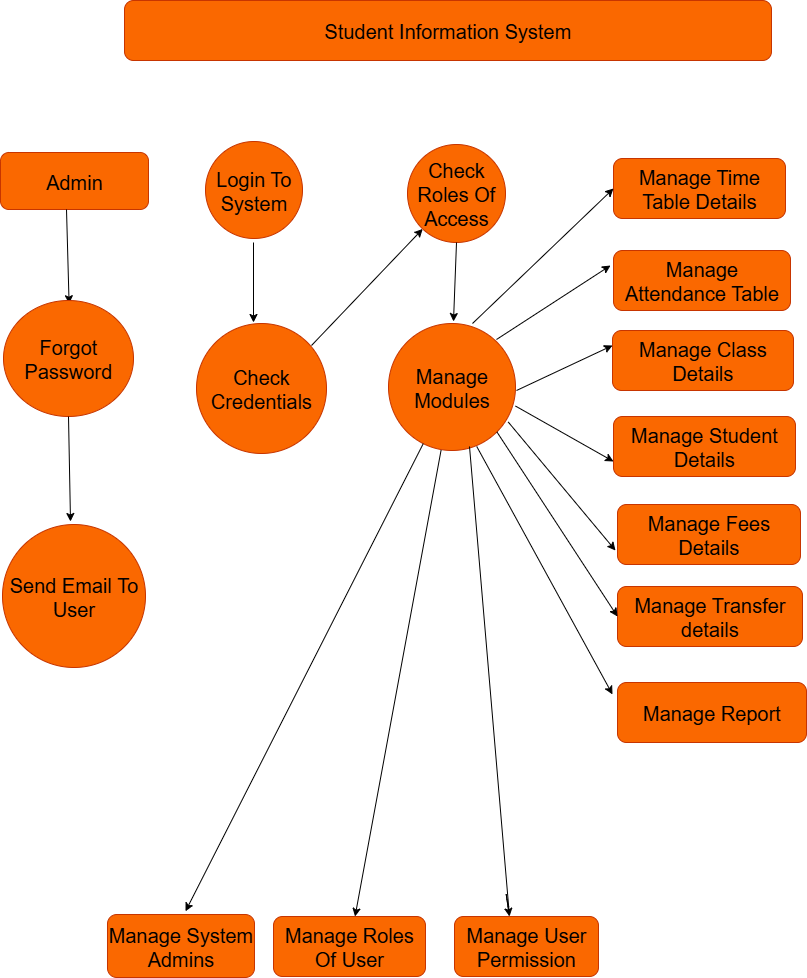 Student Information System
Admin
Login To
System
Check
Roles Of
Access
Manage Time
Table Details
Manage
Attendance Table
Forgot
Password
Check
Credentials
Manage
Modules
Manage Class
Details
Manage Student
Details
Manage Fees
Details
Send Email To
User
Manage Transfer
details
Manage Report
Manage System
Admins
Manage Roles
Of User
Manage User
Permission